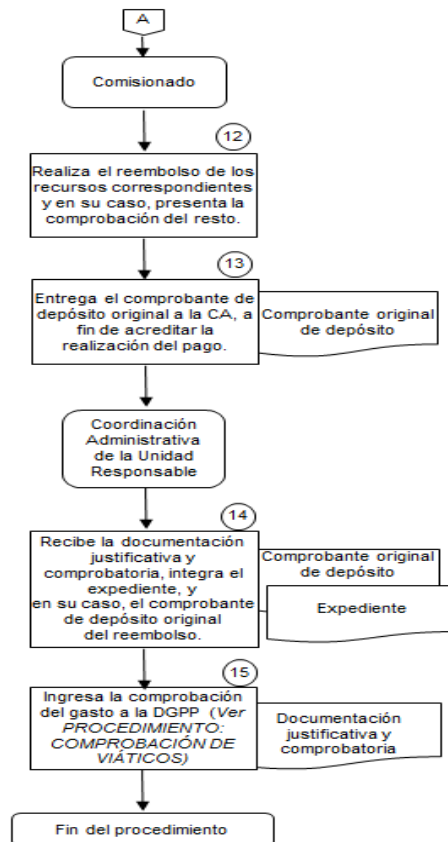 A
Comisionado
12
Realiza el reembolso de los
recursos correspondientes
y en su caso, presenta la
comprobación del resto.
13
Entrega el comprobante de
depósito original a la CA, a
fin de acreditar la
realización del pago.
Comprobante original
de depósito
Coordinación
Administrativa
de la Unidad
Responsable
14
Recibe la documentación
justificativa y
comprobatoria, integra el
expediente, y
en su caso, el comprobante
de depósito original
del reembolso.
Comprobante original
de depósito
Expediente
15
Ingresa la comprobación
del gasto a la DGPP (Ver
PROCEDIMIENTO:
COMPROBACIÓN DE
VIÁTICOS)
Documentación
justificativa y
comprobatoria
Fin del procedimiento